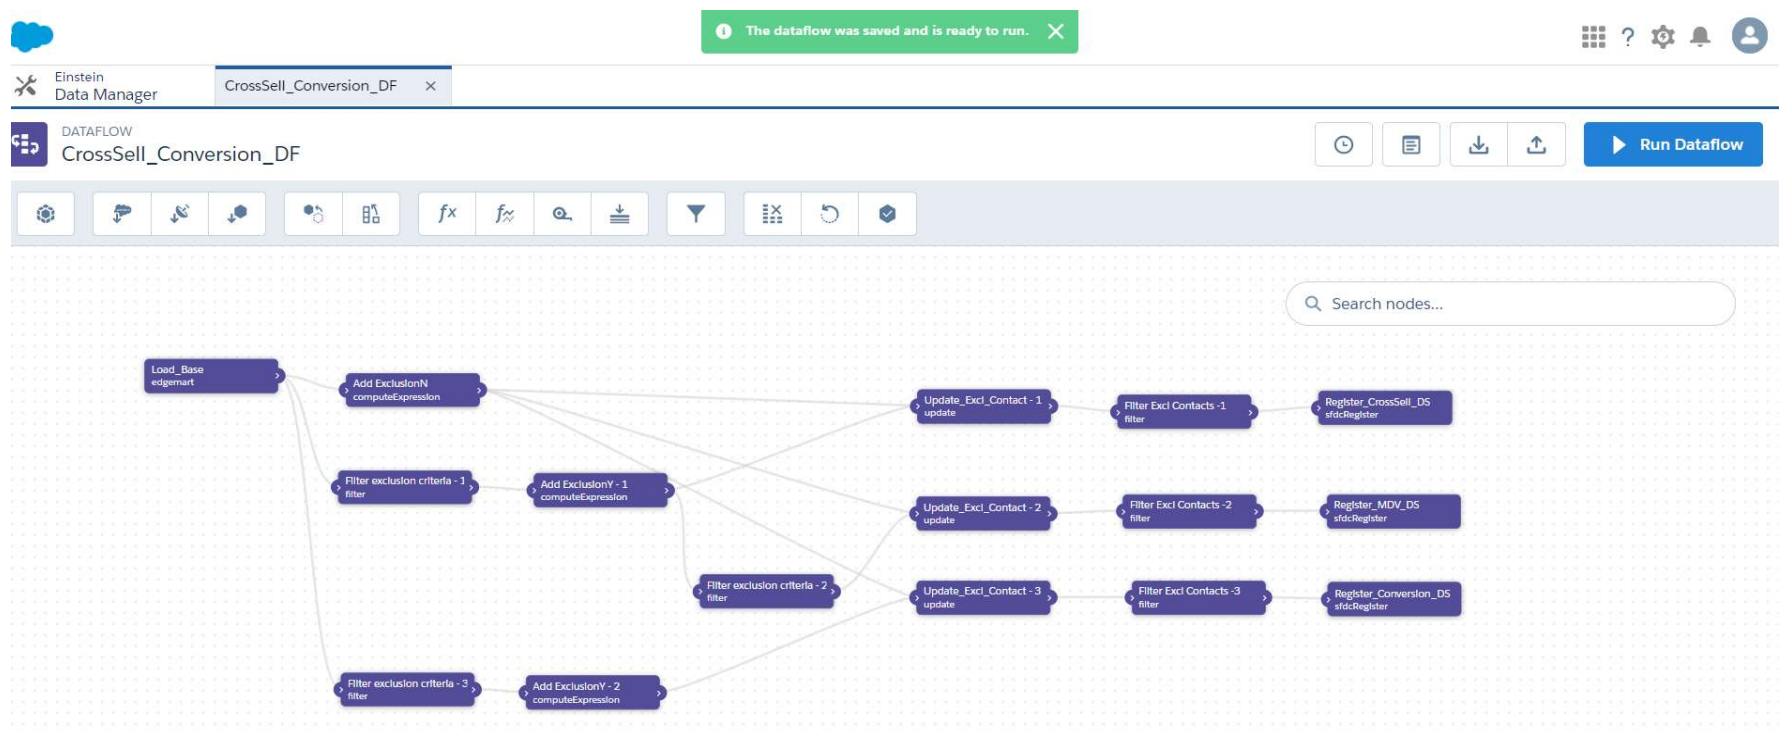 The dataflow was saved and is ready to run.
Einstein
Data Manager
CrossSell_Conversion_DF
DATAFLOW
CrossSell_Conversion_DF
Run Dataflow
fx
f
Search nodes...
Load_Base
edgemart
Add ExclusionN
computeExpression
Update_Excl_Contact - 1
update
Filter Excl Contacts -1
filter
Register_CrossSell_DS
sfdcRegister
Filter exclusion criteria - 1
filter
Add ExclusionY - 1
computeExpression
Update_Excl_Contact - 2
update
Filter Excl Contacts -2
filter
Register_MDV_DS
sfdcRegister
Filter exclusion criteria - 2
filter
Update_Excl_Contact - 3
update
Filter Excl Contacts -3
filter
Register_Conversion_DS
sfdcRegister
Filter exclusion criteria - 3
filter
Add ExclusionY - 2
computeExpression